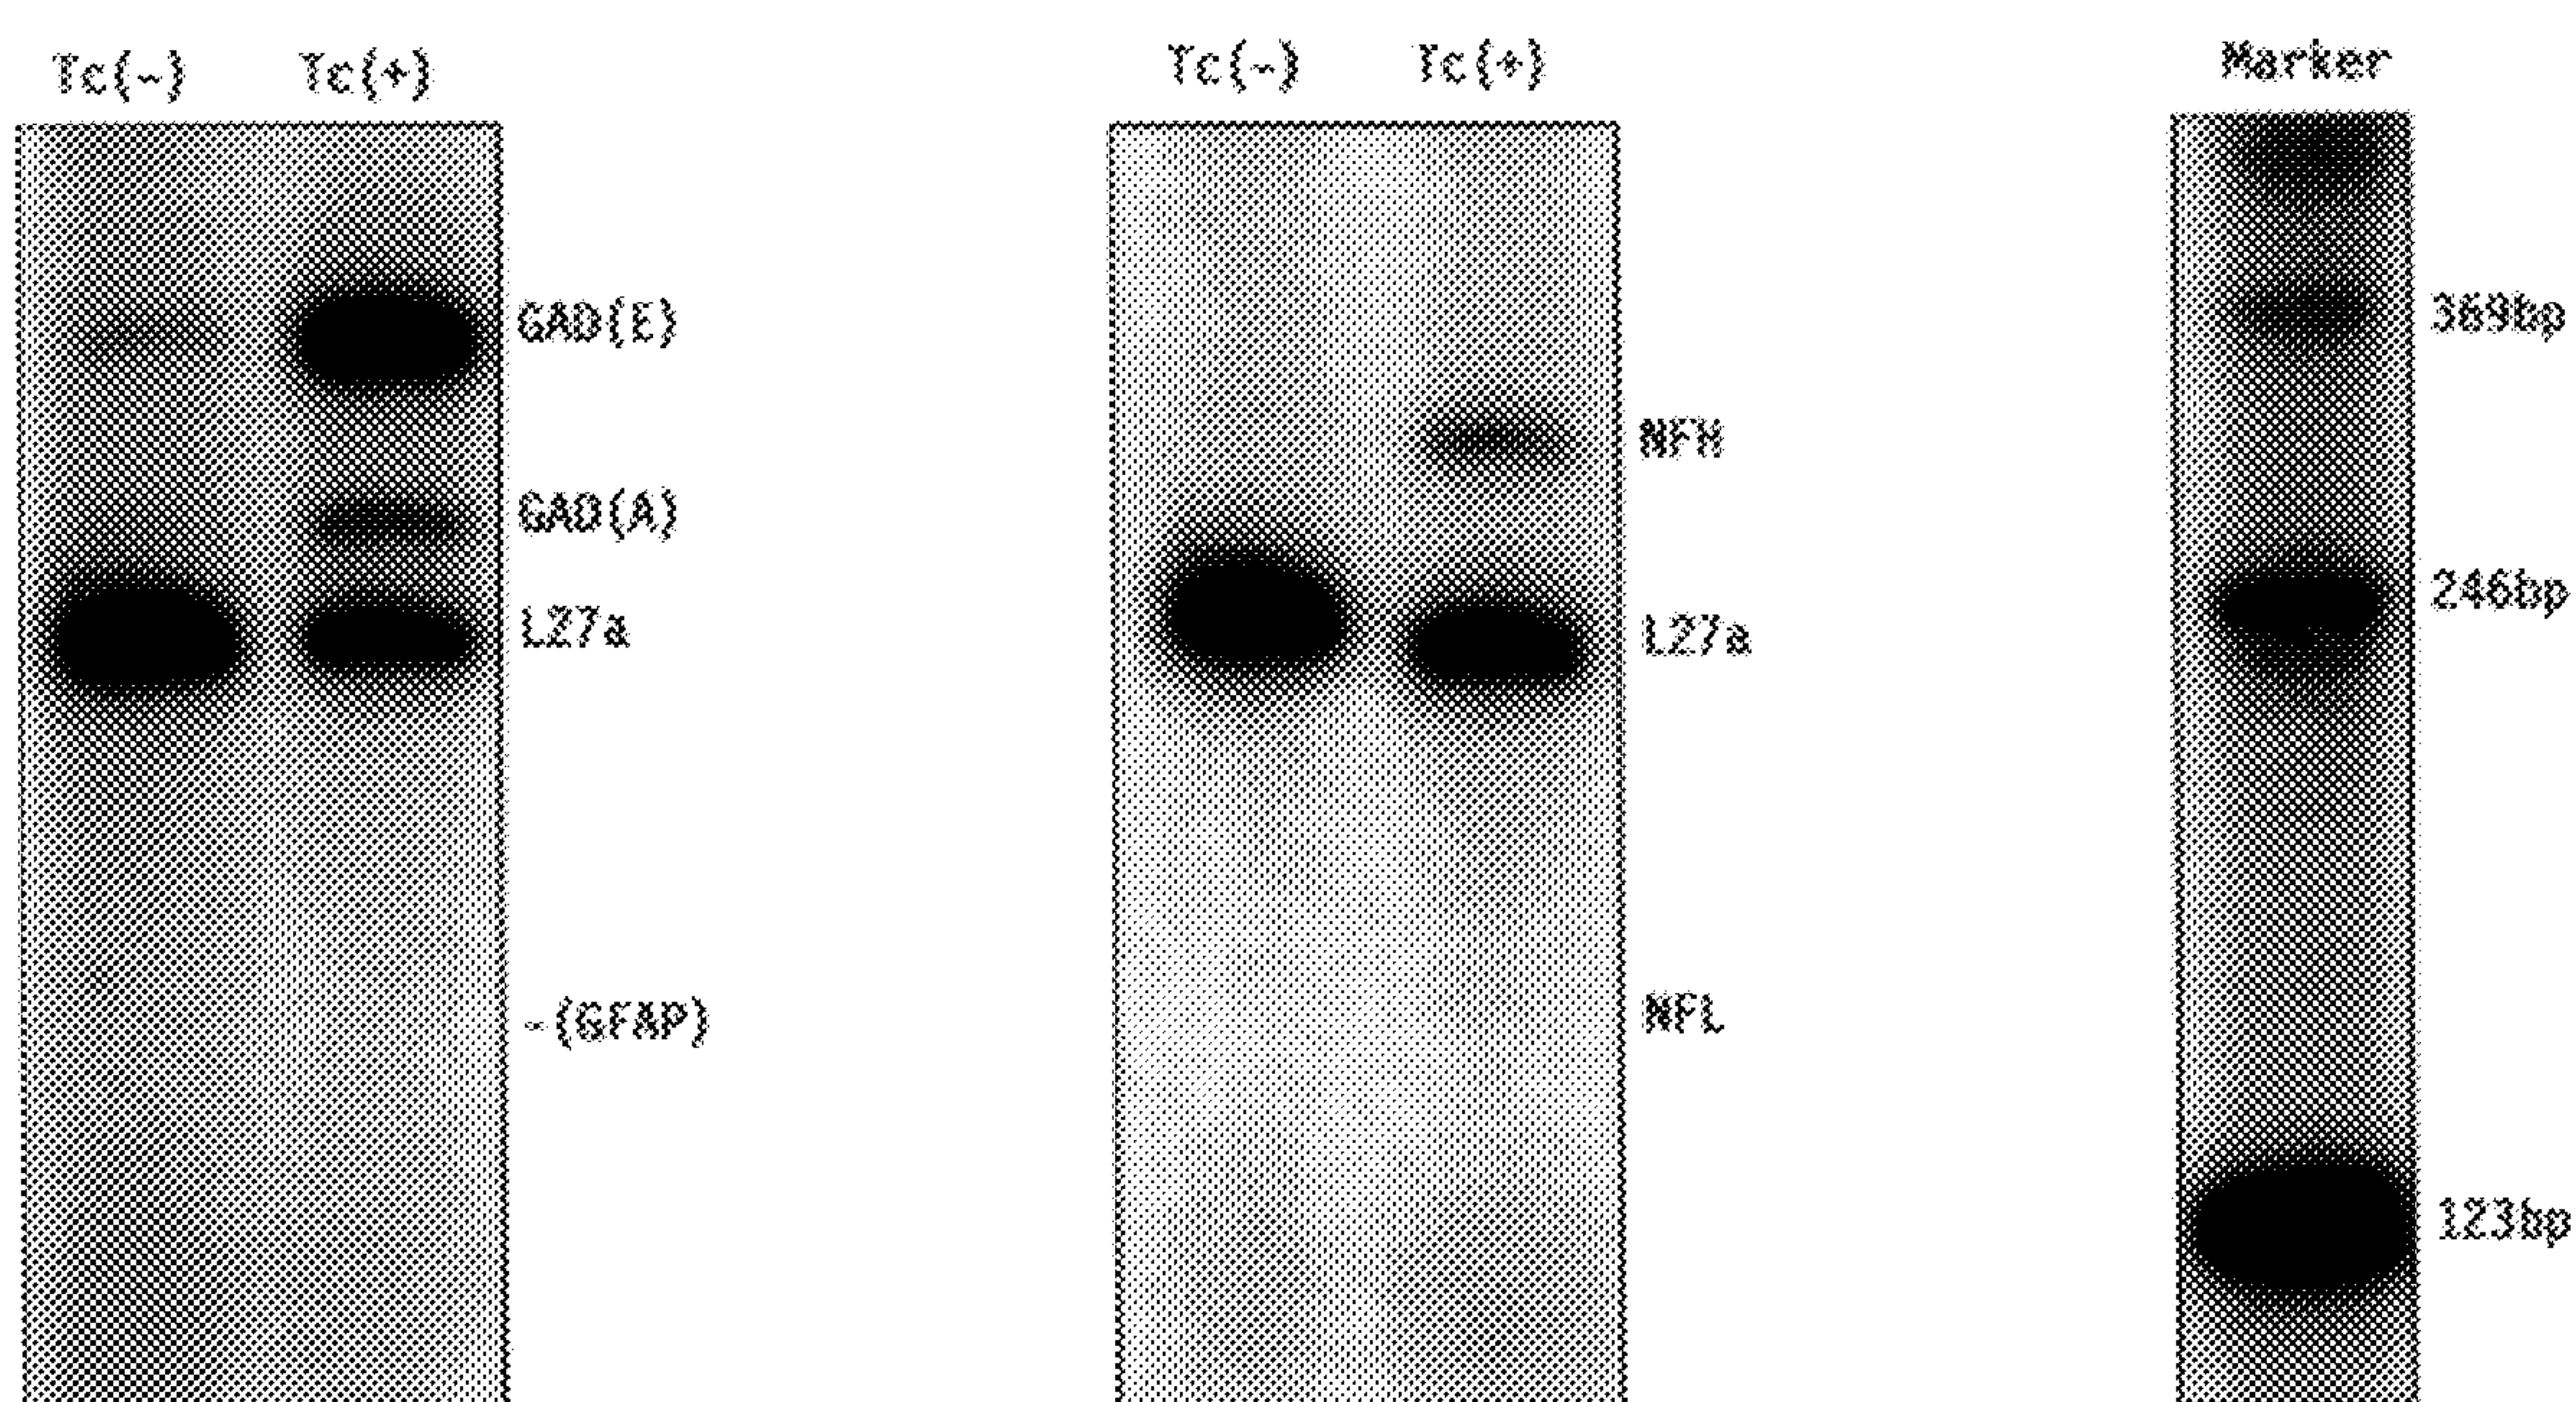 Tc(-) Tc(+) Tc(-) Tc(+) Marker
GAD(E)
GAD(A)
L27a
-(GFAP)
NFH
L27a
NFL
369bp
246bp
123bp